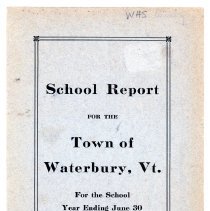 WHS
School Report
FOR THE
Town of
Waterbury, Vt.
For the School
Year Ending June 30